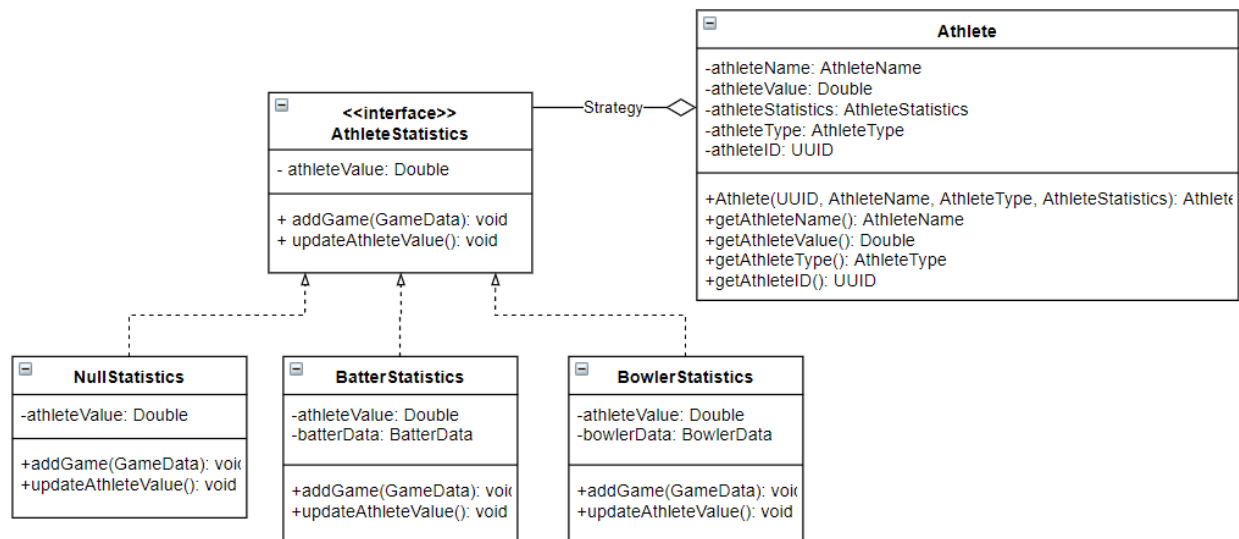 Athlete
-athleteName: AthleteName
-athleteValue: Double
-athleteStatistics: AthleteStatistics
-athleteType: AthleteType
-athleteID: UUID
+Athlete(UUID, AthleteName, AthleteType, AthleteStatistics): Athlete
+getAthleteName(): AthleteName
+getAthleteValue(): Double
+getAthleteType(): AthleteType
+getAthleteID(): UUID
Strategy
<<interface>>
AthleteStatistics
- athleteValue: Double
+ addGame(GameData): void
+ updateAthleteValue(): void
NullStatistics
-athleteValue: Double
+addGame(GameData): void
+updateAthleteValue(): void
BatterStatistics
-athleteValue: Double
-batterData: BatterData
+addGame(GameData): void
+updateAthleteValue(): void
BowlerStatistics
-athleteValue: Double
-bowlerData: BowlerData
+addGame(GameData): void
+updateAthleteValue(): void